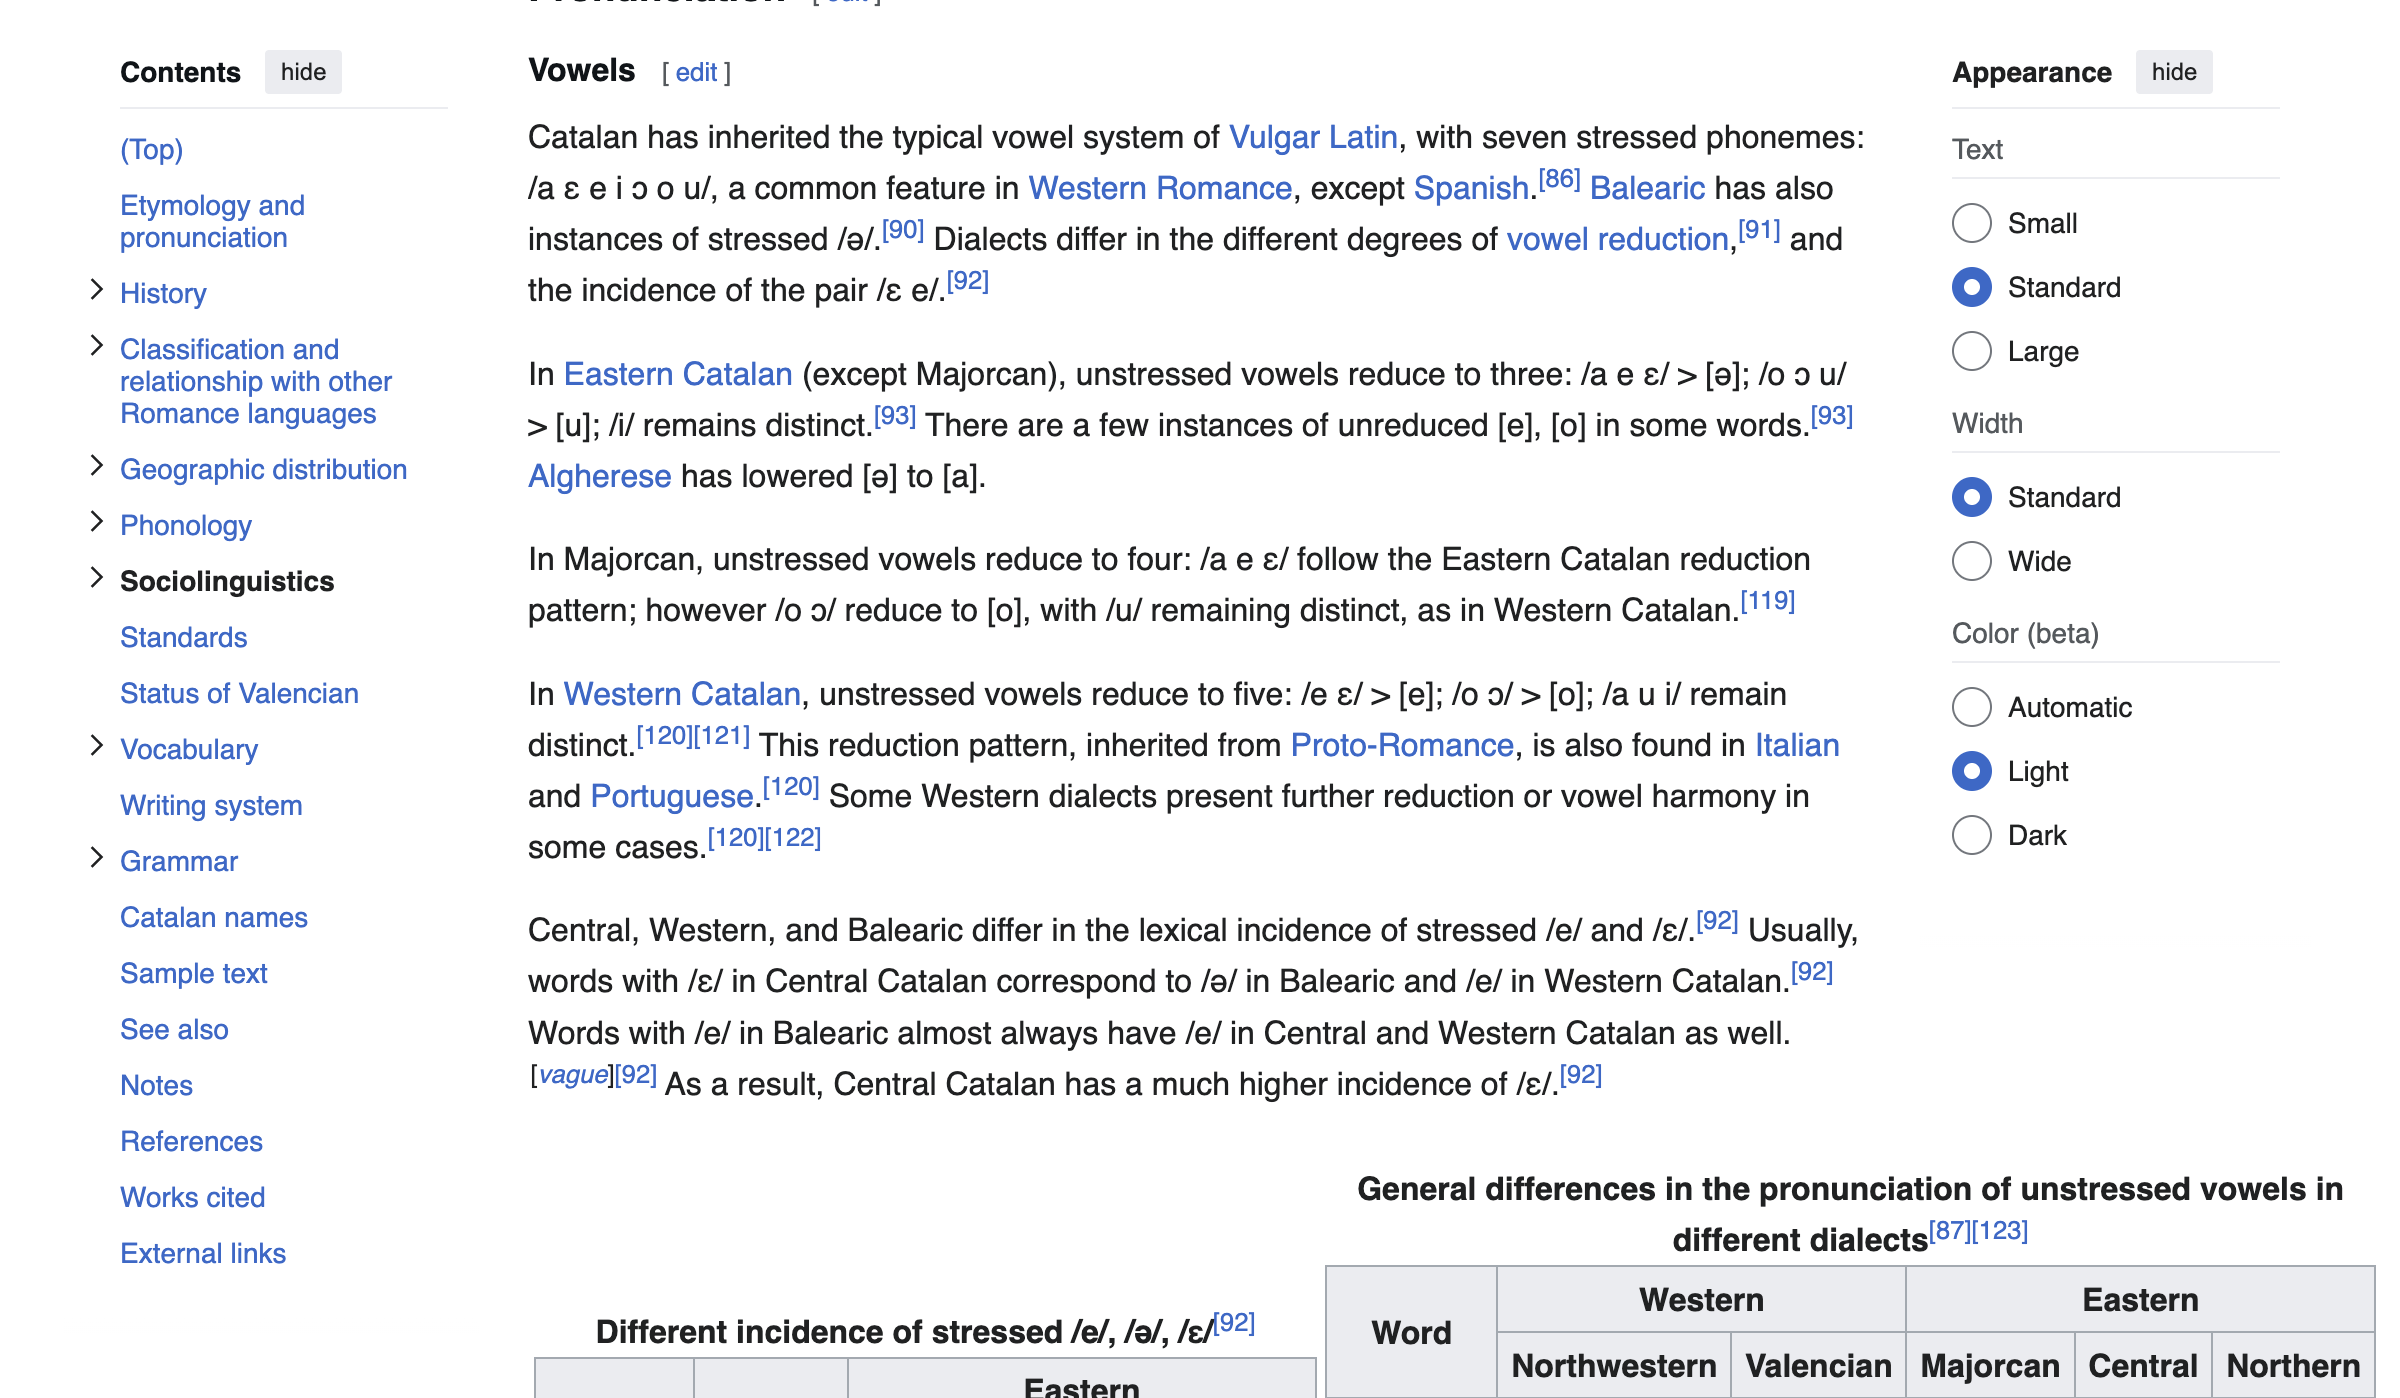 Pronunciation [ edit ]
Contents hide
(Top)
Etymology and
pronunciation
History
Classification and
relationship with other
Romance languages
Geographic distribution
Phonology
Sociolinguistics
Standards
Status of Valencian
Vocabulary
Writing system
Grammar
Catalan names
Sample text
See also
Notes
References
Works cited
External links
Vowels [ edit ]
Catalan has inherited the typical vowel system of Vulgar Latin, with seven stressed phonemes:
/a ɛ e i ɔ o u/, a common feature in Western Romance, except Spanish.[86] Balearic has also
instances of stressed /ə/.[90] Dialects differ in the different degrees of vowel reduction,[91] and
the incidence of the pair /ɛ e/.[92]
In Eastern Catalan (except Majorcan), unstressed vowels reduce to three: /a e ɛ/ > [ə]; /o ɔ u/
> [u]; /i/ remains distinct.[93] There are a few instances of unreduced [e], [o] in some words.[93]
Algherese has lowered [ə] to [a].
In Majorcan, unstressed vowels reduce to four: /a e ɛ/ follow the Eastern Catalan reduction
pattern; however /o ɔ/ reduce to [o], with /u/ remaining distinct, as in Western Catalan.[119]
In Western Catalan, unstressed vowels reduce to five: /e ɛ/ > [e]; /o ɔ/ > [o]; /a u i/ remain
distinct.[120][121] This reduction pattern, inherited from Proto-Romance, is also found in Italian
and Portuguese.[120] Some Western dialects present further reduction or vowel harmony in
some cases.[120][122]
Central, Western, and Balearic differ in the lexical incidence of stressed /e/ and /ɛ/.[92] Usually,
words with /ɛ/ in Central Catalan correspond to /ə/ in Balearic and /e/ in Western Catalan.[92]
Words with /e/ in Balearic almost always have /e/ in Central and Western Catalan as well.
[vague][92] As a result, Central Catalan has a much higher incidence of /ɛ/.[92]
Different incidence of stressed /e/, /ə/, /ɛ/[92]
Eastern
General differences in the pronunciation of unstressed vowels in
different dialects[87][123]
Word Western Eastern
Northwestern Valencian Majorcan Central Northern
Appearance hide
Text
Small
Standard
Large
Width
Standard
Wide
Color (beta)
Automatic
Light
Dark